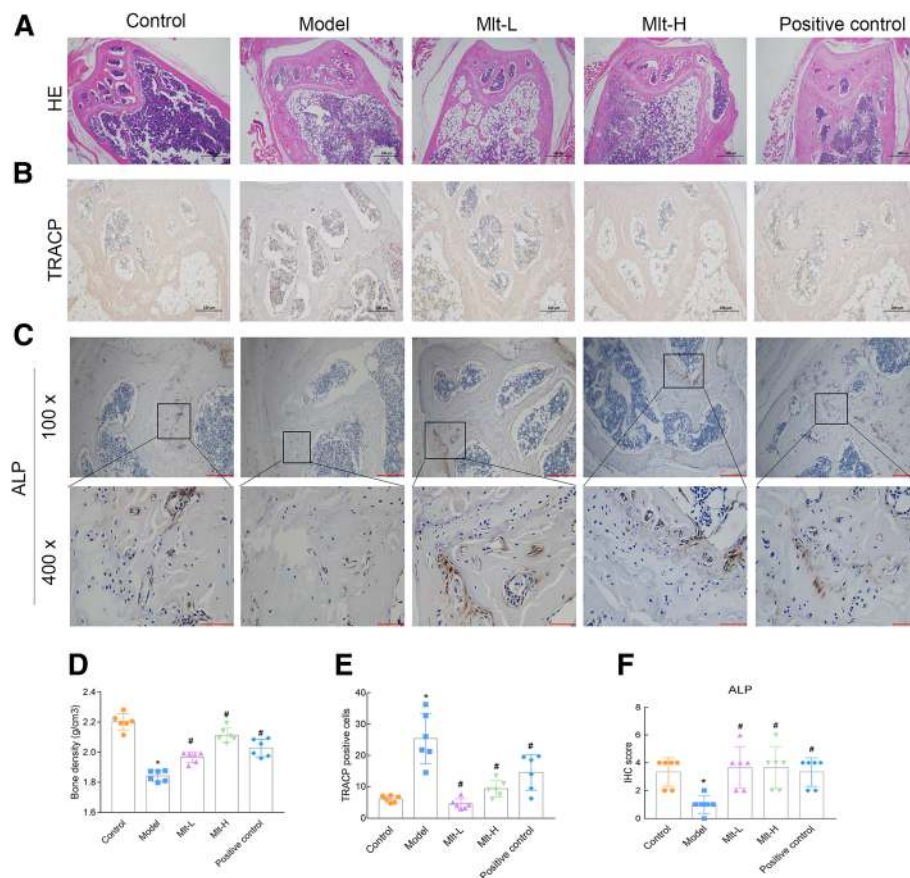 Control Model Mlt-L Mlt-H Positive control
A
HE
B
TRACP
C
ALP
100 x
400 x
D
Bone density (g/cm3)
2.4
2.2
2.0
1.8
1.6
*
#
#
#
Control
Model
Mlt-L
Mlt-H
Positive control
E
TRACP positive cells
40
30
20
10
0
*
#
#
#
Control
Model
Mlt-L
Mlt-H
Positive control
F
ALP
IHC score
8
6
4
2
0
*
#
#
#
Control
Model
Mlt-L
Mlt-H
Positive control